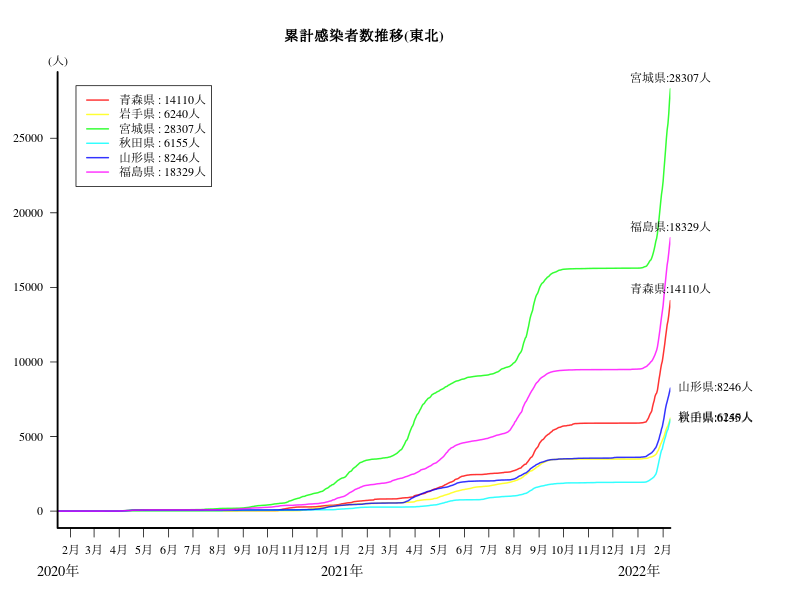 累計感染者数推移(東北)
(人)
青森県 : 14110人
岩手県 : 6240人
宮城県 : 28307人
秋田県 : 6155人
山形県 : 8246人
福島県 : 18329人
宮城県:28307人
福島県:18329人
青森県:14110人
山形県:8246人
25000
20000
15000
10000
5000
0
2月 3月 4月 5月 6月 7月 8月 9月 10月 11月 12月 1月 2月 3月 4月 5月 6月 7月 8月 9月 10月 11月 12月 1月 2月
2020年 2021年 2022年